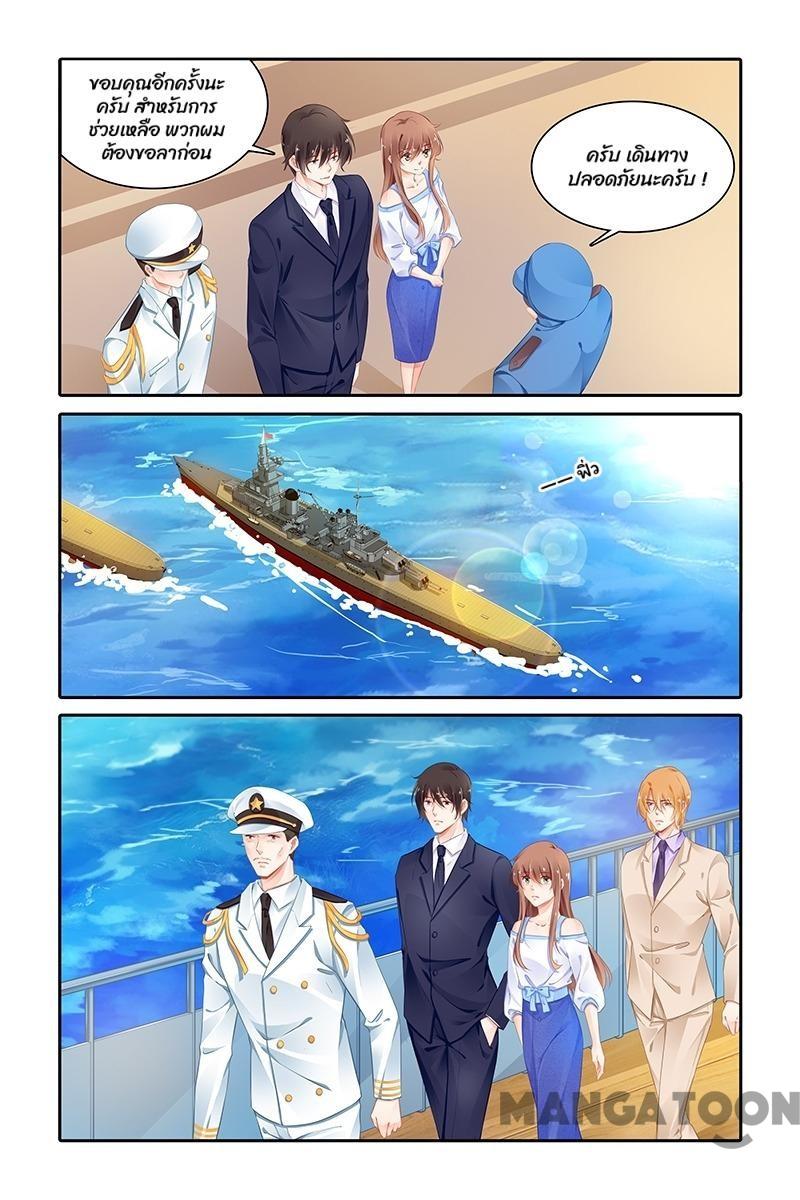 ขอบคุณอีกครั้งนะ
ครับ สำหรับการ
ช่วยเหลือ พวกผม
ต้องขอลาก่อน
ครับ เดินทาง
ปลอดภัยนะครับ !
—— ฟิ่ว
MANGATOON